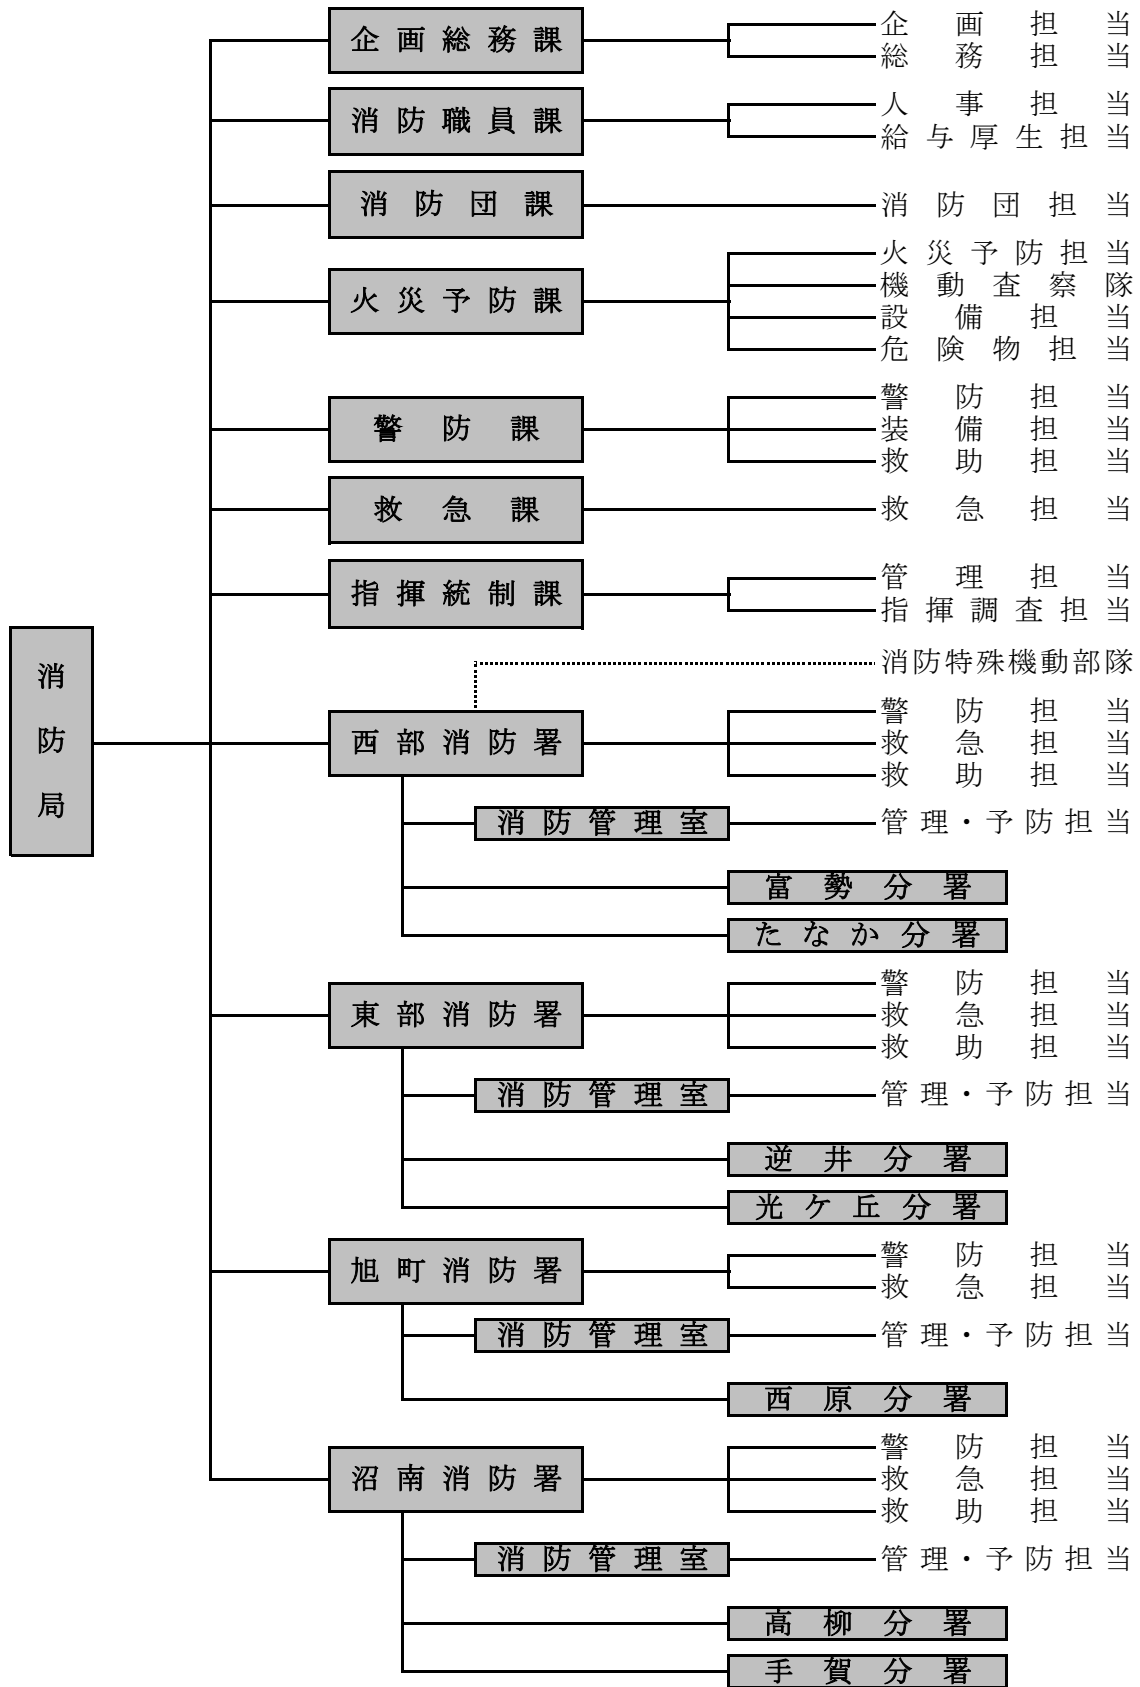 企画総務課
企画担当
総務担当
消防職員課
人事担当
給与厚生担当
消防団課
消防団担当
火災予防課
火災予防担当
機動査察隊
設備担当
危険物担当
警防課
警防担当
装備担当
救助担当
救急課
救急担当
指揮統制課
管理担当
指揮調査担当
消防局
消防特殊機動部隊
西部消防署
警防担当
救急担当
救助担当
消防管理室
管理・予防担当
富勢分署
たなか分署
東部消防署
警防担当
救急担当
救助担当
消防管理室
管理・予防担当
逆井分署
光ケ丘分署
旭町消防署
警防担当
救急担当
消防管理室
管理・予防担当
西原分署
沼南消防署
警防担当
救急担当
救助担当
消防管理室
管理・予防担当
高柳分署
手賀分署